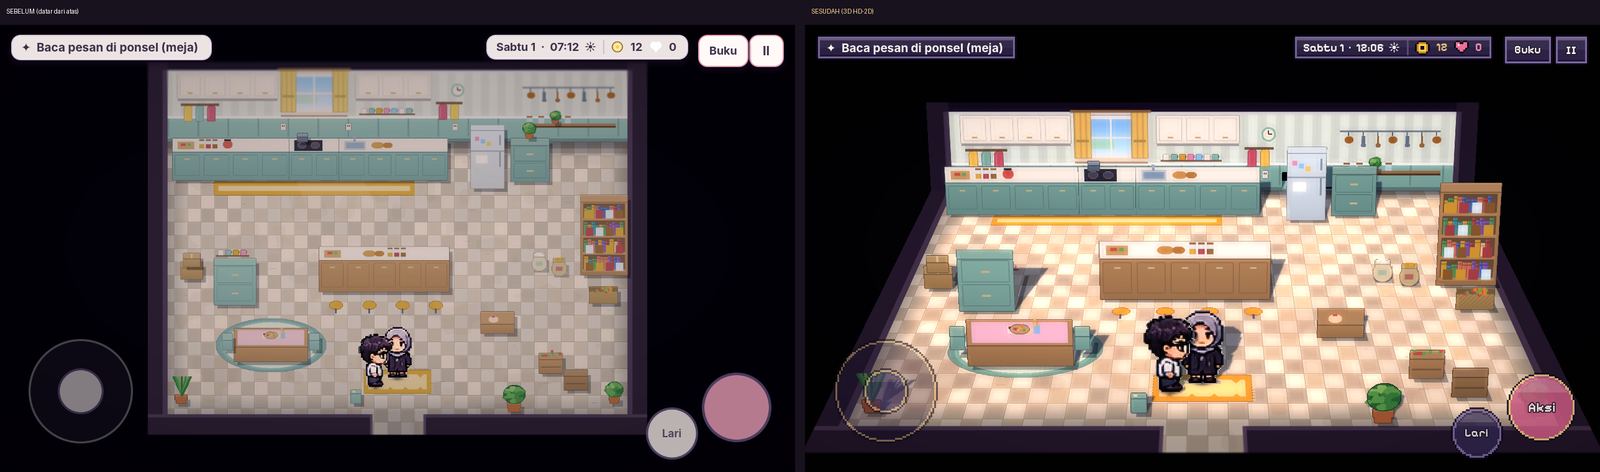 SEBELUM (datar dari atas)
✦ Baca pesan di ponsel (meja)
Sabtu 1 · 07:12 ☀ 12 0
Buku
II
Lari
SESUDAH (3D HD-2D)
✦ Baca pesan di ponsel (meja)
Sabtu 1 · 12:06 ☀ 12 0
Buku
II
Aksi
Lari